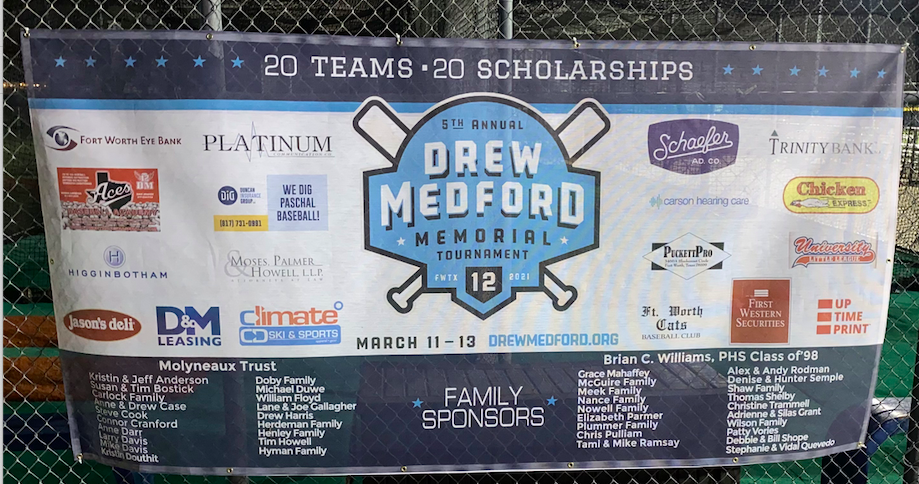 20 TEAMS · 20 SCHOLARSHIPS
5TH ANNUAL
DREW
MEDFORD
MEMORIAL
TOURNAMENT
FWTX 12 2021
MARCH 11-13 DREWMEDFORD.ORG
FORT WORTH EYE BANK
PLATINUM
Aces
DUNCAN
INSURANCE
GROUP
DIG
(817) 731-0991
WE DIG
PASCHAL
BASEBALL!
HIGGINBOTHAM
MOSES, PALMER
& HOWELL, L.L.P.
Jason's deli
D&M
LEASING
climate
SKI & SPORTS
Schaefer
AD. CO.
TRINITY BANK
carson hearing care
Chicken
EXPRESS
PUCKETTPRO
University
LITTLE LEAGUE
Ft. Worth
Cats
BASEBALL CLUB
FIRST
WESTERN
SECURITIES
UP
TIME
PRINT
Molyneaux Trust
Kristin & Jeff Anderson
Susan & Tim Bostick
Carlock Family
Anne & Drew Case
Steve Cook
Connor Cranford
Anne Darr
Larry Davis
Mike Davis
Kristin Douthit
Doby Family
Michael Duwe
William Floyd
Lane & Joe Gallagher
Drew Harris
Herdeman Family
Henley Family
Tim Howell
Hyman Family
FAMILY
SPONSORS
Brian C. Williams, PHS Class of '98
Grace Mahaffey
McGuire Family
Meek Family
Nance Family
Nowell Family
Elizabeth Parmer
Plummer Family
Chris Pulliam
Tami & Mike Ramsay
Alex & Andy Rodman
Denise & Hunter Semple
Shaw Family
Thomas Shelby
Christine Trammell
Adrienne & Silas Grant
Wilson Family
Patty Vories
Debbie & Bill Shope
Stephanie & Vidal Quevedo